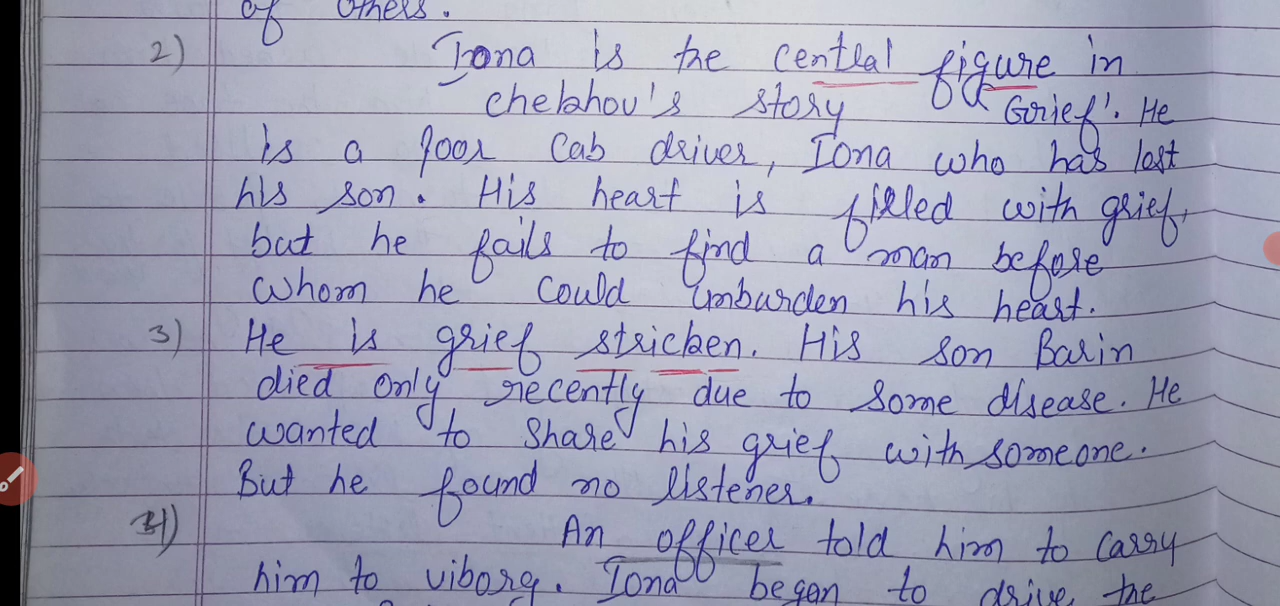 of others.
2) Iona is the central figure in
Chekhov's story Grief'. He
is a poor cab driver, Iona who has lost
his son. His heart is filled with grief,
but he fails to find a man before
whom he could unburden his heart.
3) He is grief stricken. His son Barin
died only recently due to some disease. He
wanted to share his grief with someone.
But he found no listener.
4) An officer told him to carry
him to viborg. Iona began to drive the